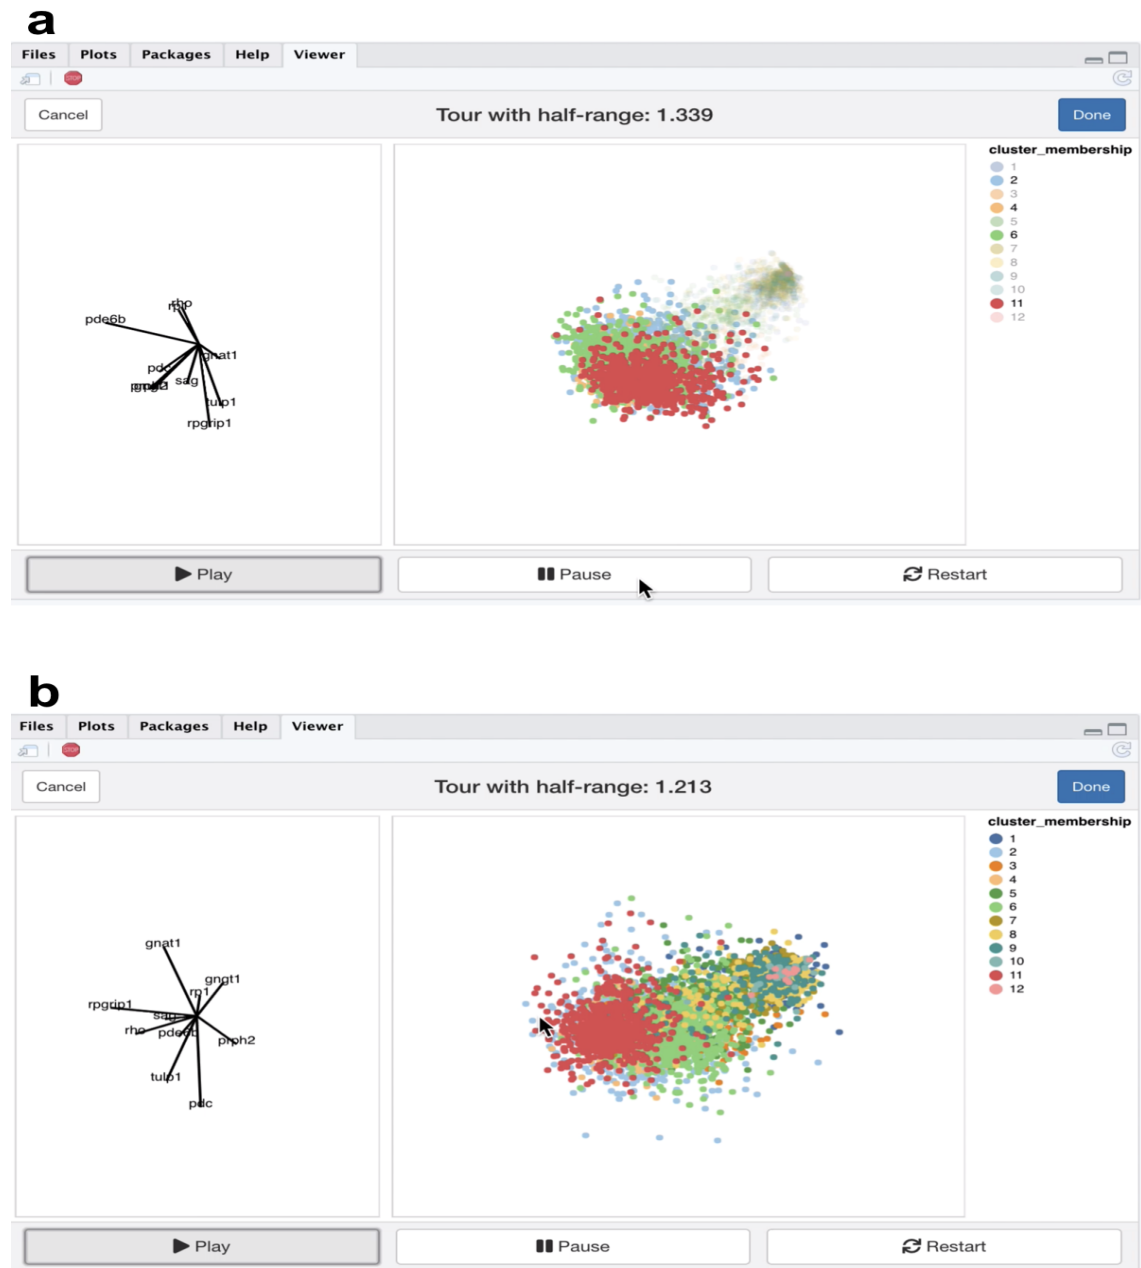 a
Files Plots Packages Help Viewer
STOP
Cancel Tour with half-range: 1.339 Done
cluster_membership
1
2
3
4
5
6
7
8
9
10
11
12
rho
pde6b
gnat1
pdc
sag
tulp1
rpgrip1
Play Pause Restart
b
Files Plots Packages Help Viewer
STOP
Cancel Tour with half-range: 1.213 Done
cluster_membership
1
2
3
4
5
6
7
8
9
10
11
12
gnat1
gngt1
rp1
rpgrip1
sag
rho pde6b
prph2
tulp1
pdc
Play Pause Restart